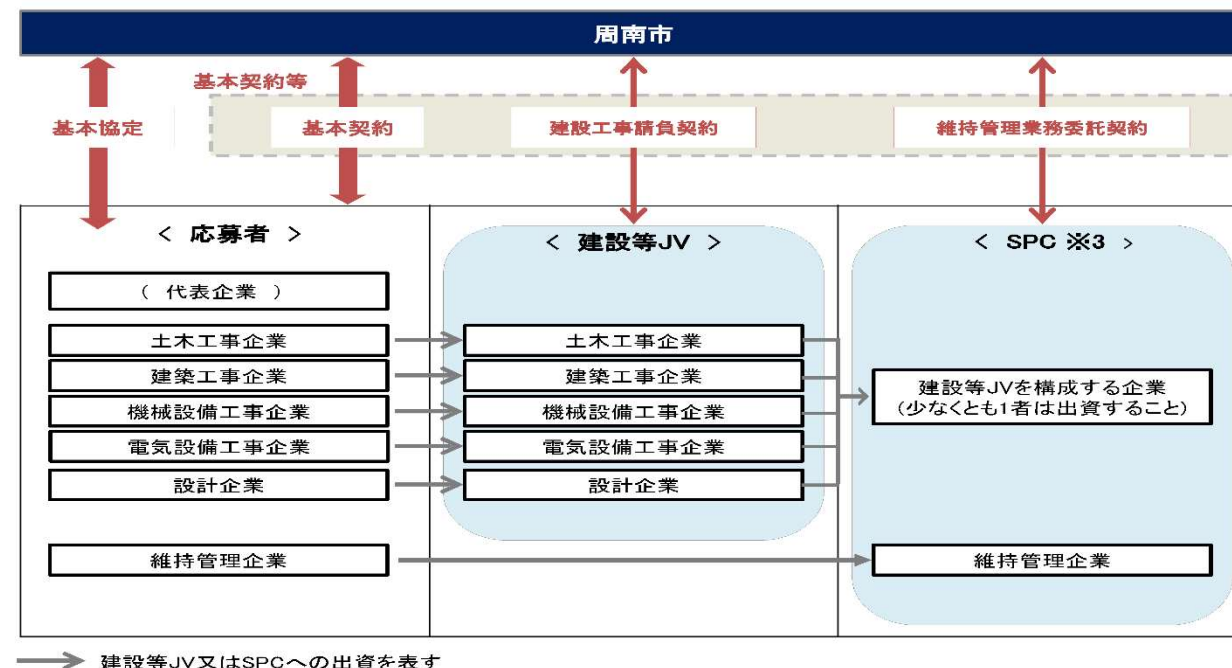 周南市
基本契約等
基本協定
基本契約
建設工事請負契約
維持管理業務委託契約
< 応募者 >
( 代表企業 )
土木工事企業
建築工事企業
機械設備工事企業
電気設備工事企業
設計企業
維持管理企業
< 建設等JV >
土木工事企業
建築工事企業
機械設備工事企業
電気設備工事企業
設計企業
< SPC ※3 >
建設等JVを構成する企業
(少なくとも1者は出資すること)
維持管理企業
建設等JV又はSPCへの出資を表す